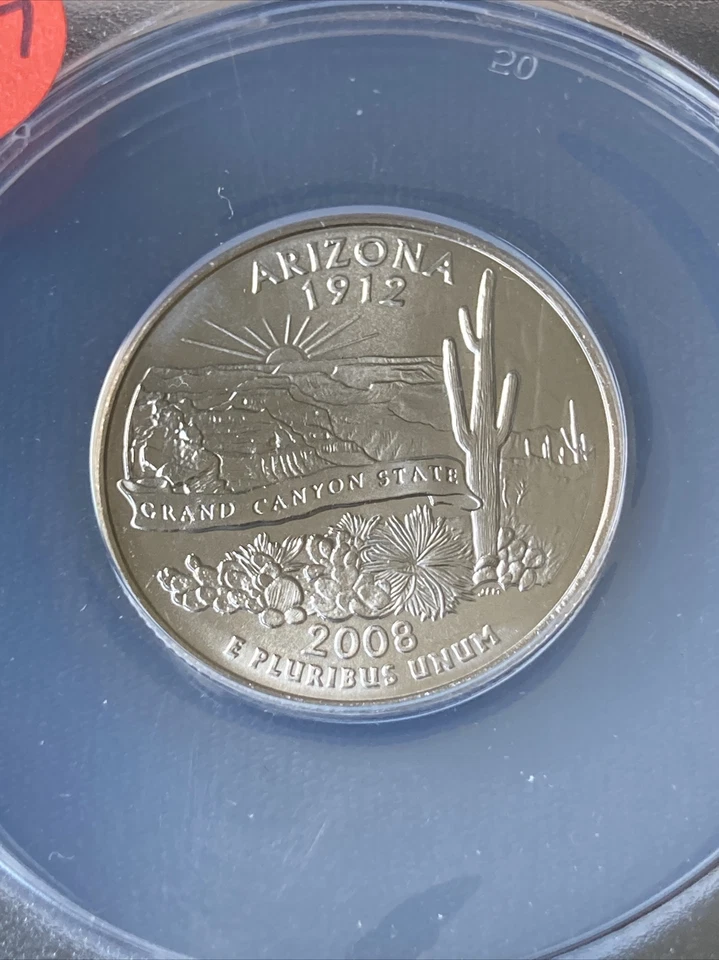 20
ARIZONA
1912
GRAND CANYON STATE
2008
E PLURIBUS UNUM